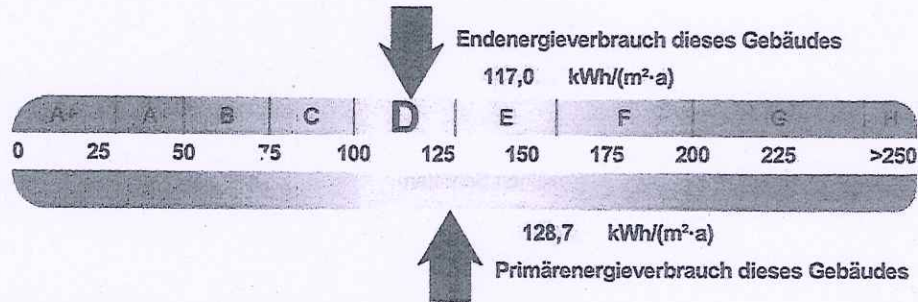 Endenergieverbrauch dieses Gebäudes
117,0 kWh/(m²·a)
A+ A B C D E F G H
0 25 50 75 100 125 150 175 200 225 >250
128,7 kWh/(m²·a)
Primärenergieverbrauch dieses Gebäudes